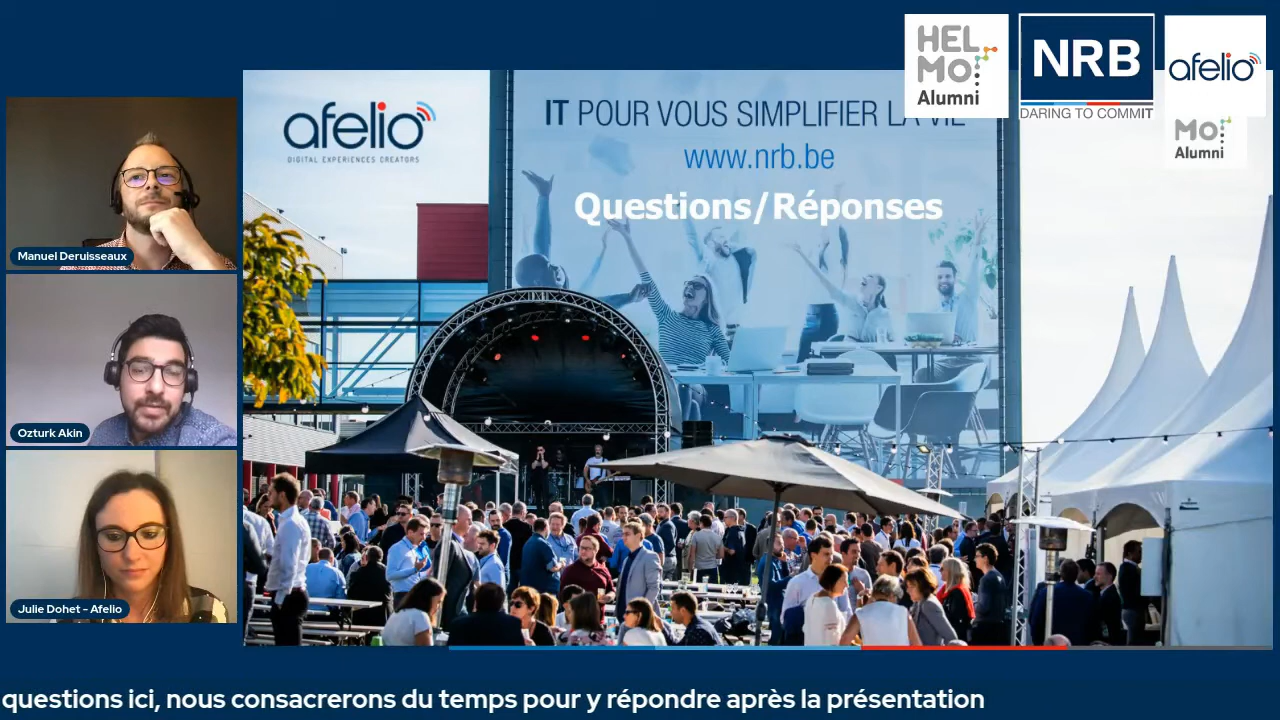 HEL
MO
Alumni
NRB
DARING TO COMMIT
afelio
MO
Alumni
afelio
DIGITAL EXPERIENCES CREATORS
IT POUR VOUS SIMPLIFIER LA VIE
www.nrb.be
Questions/Réponses
Manuel Deruisseaux
Ozturk Akin
Julie Dohet - Afelio
questions ici, nous consacrerons du temps pour y répondre après la présentation